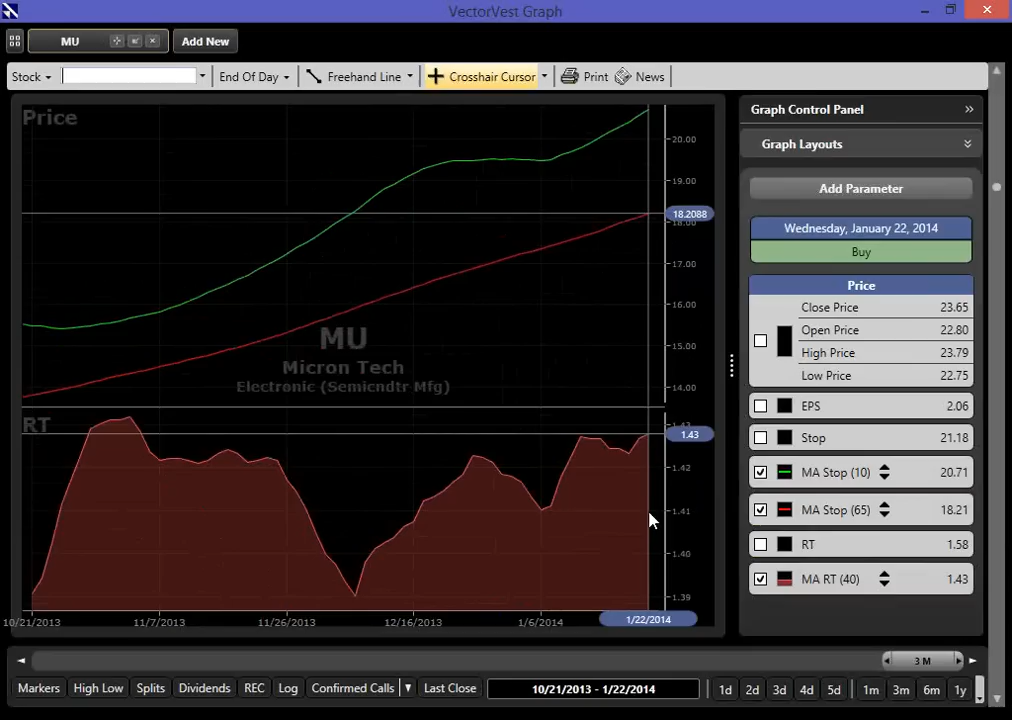 VectorVest Graph
MU
Add New
Stock
End Of Day
Freehand Line
Crosshair Cursor
Print
News
Price
20.00
19.00
18.2088
18.00
17.00
16.00
15.00
14.00
MU
Micron Tech
Electronic (Semiendtr Mfg)
RT
1.43
1.43
1.42
1.41
1.40
1.39
10/21/2013
11/7/2013
11/26/2013
12/16/2013
1/6/2014
1/22/2014
Graph Control Panel
Graph Layouts
Add Parameter
Wednesday, January 22, 2014
Buy
Price
Close Price 23.65
Open Price 22.80
High Price 23.79
Low Price 22.75
EPS 2.06
Stop 21.18
MA Stop (10) 20.71
MA Stop (65) 18.21
RT 1.58
MA RT (40) 1.43
3 M
Markers
High Low
Splits
Dividends
REC
Log
Confirmed Calls
Last Close
10/21/2013 - 1/22/2014
1d
2d
3d
4d
5d
1m
3m
6m
1y